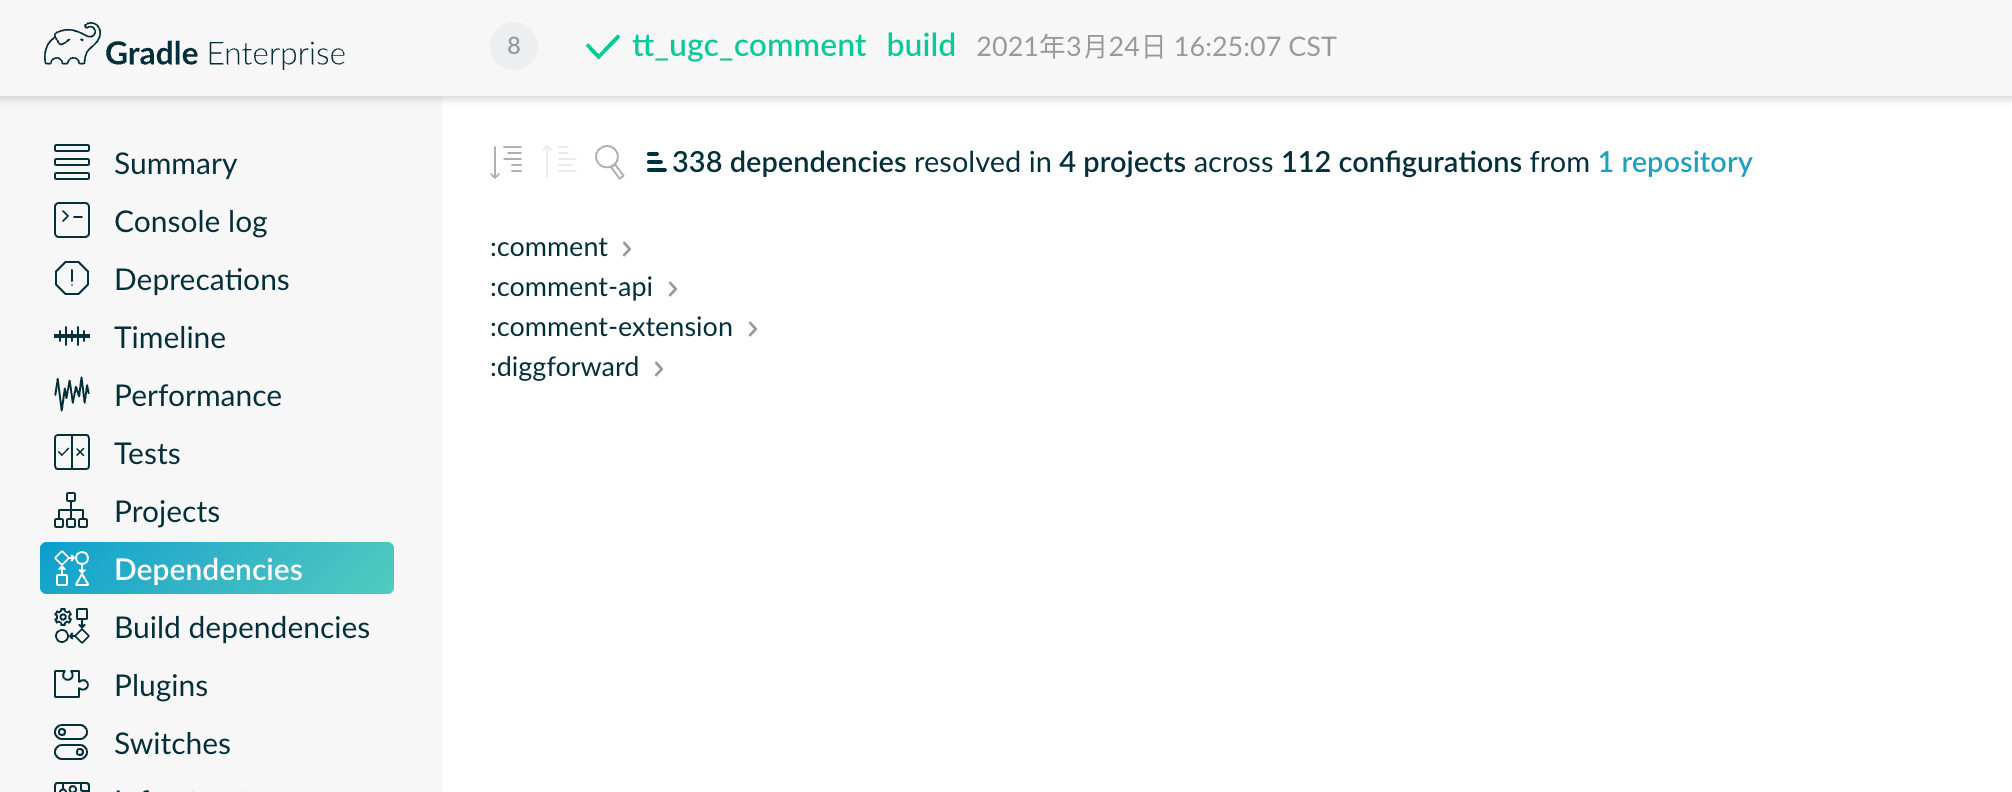 Gradle Enterprise
8 tt_ugc_comment build 2021年3月24日 16:25:07 CST
Summary
Console log
Deprecations
Timeline
Performance
Tests
Projects
Dependencies
Build dependencies
Plugins
Switches
338 dependencies resolved in 4 projects across 112 configurations from 1 repository
:comment
:comment-api
:comment-extension
:diggforward